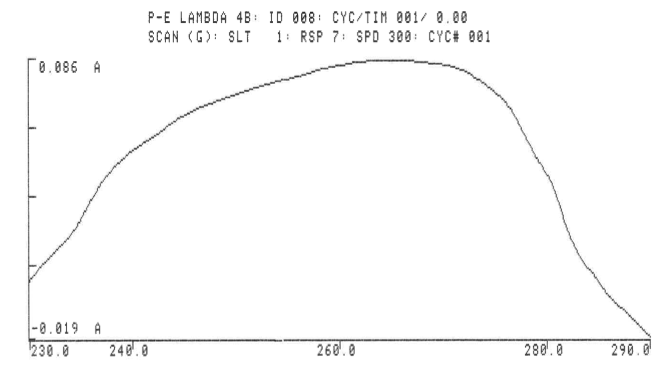 P-E LAMBDA 4B: ID 008: CYC/TIM 001/ 0.00
SCAN (G): SLT 1: RSP 7: SPD 300: CYC# 001
0.086 A
-0.019 A
230.0 240.0 260.0 280.0 290.0